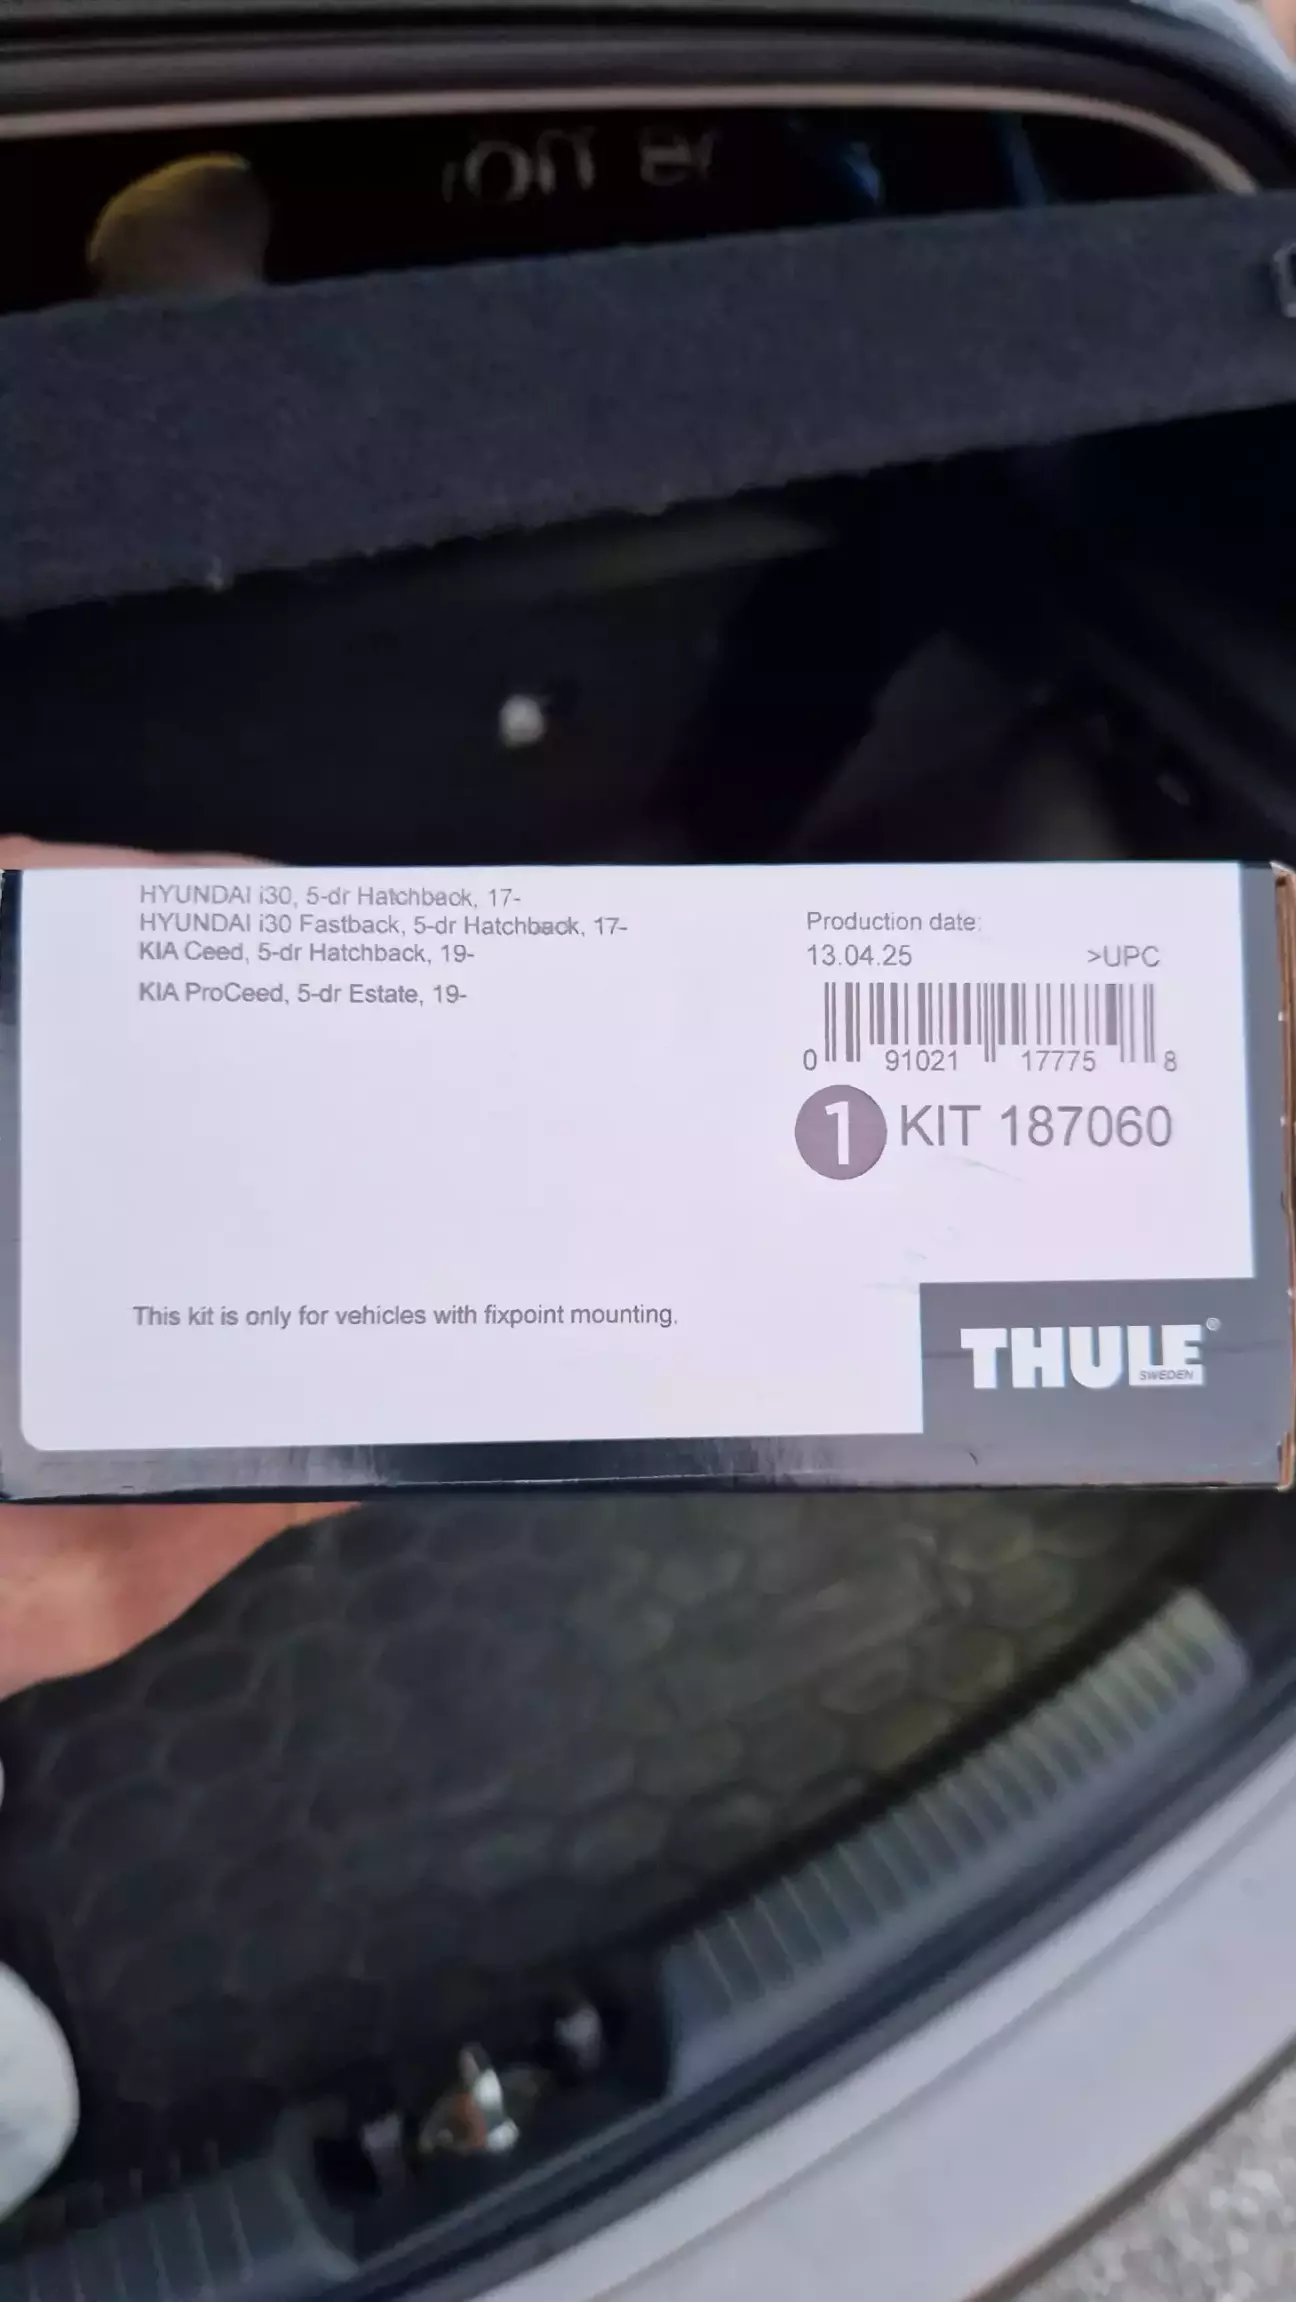 HYUNDAI i30, 5-dr Hatchback, 17-
HYUNDAI i30 Fastback, 5-dr Hatchback, 17-
KIA Ceed, 5-dr Hatchback, 19-
KIA ProCeed, 5-dr Estate, 19-
Production date:
13.04.25 >UPC
0 91021 17775 8
1 KIT 187060
This kit is only for vehicles with fixpoint mounting.
THULE®
SWEDEN